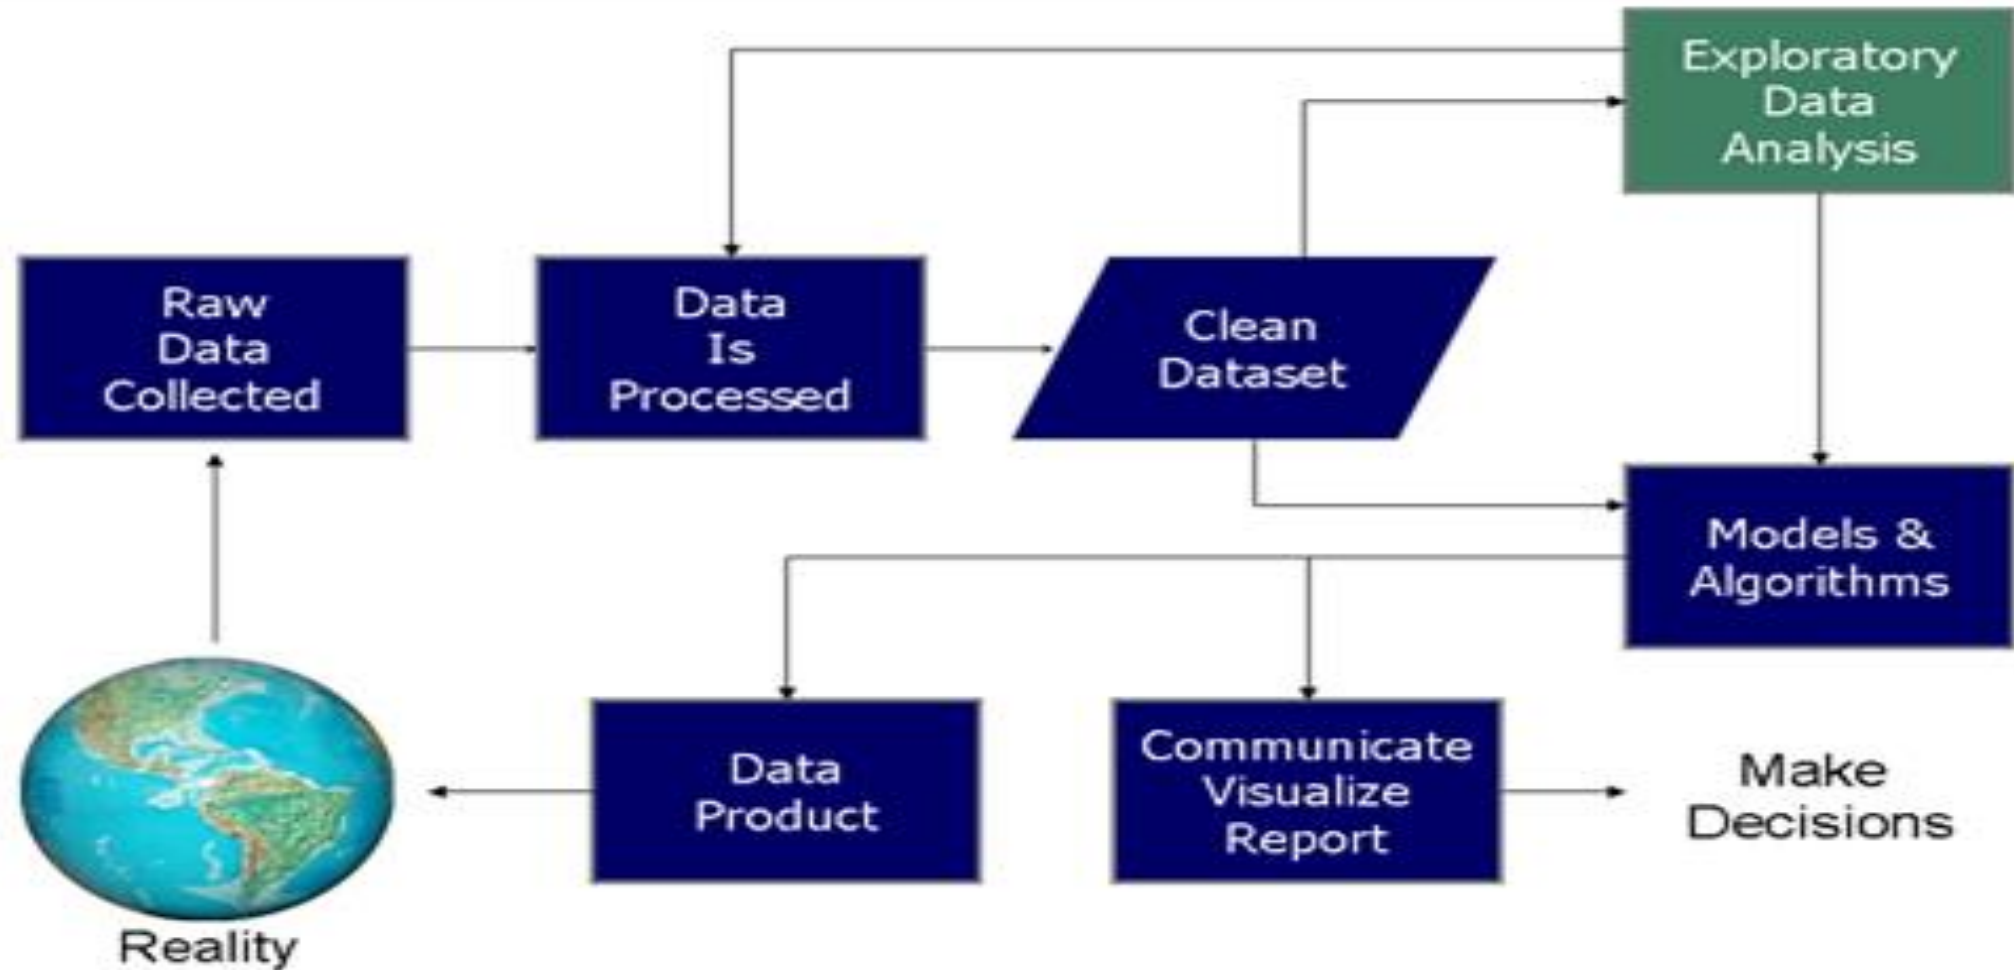 Exploratory
Data
Analysis
Raw
Data
Collected
Data
Is
Processed
Clean
Dataset
Models &
Algorithms
Data
Product
Communicate
Visualize
Report
Make
Decisions
Reality